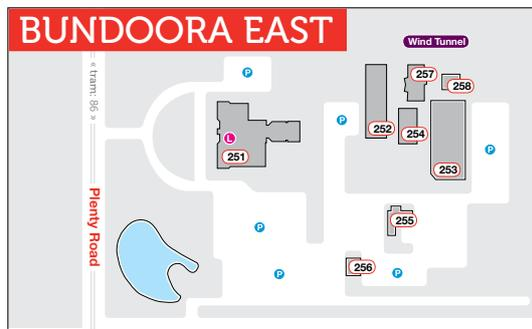 BUNDOORA EAST
Wind Tunnel
P
257
258
« tram: 86 »
P
252
254
L
251
P
253
Plenty Road
255
P
256
P
P